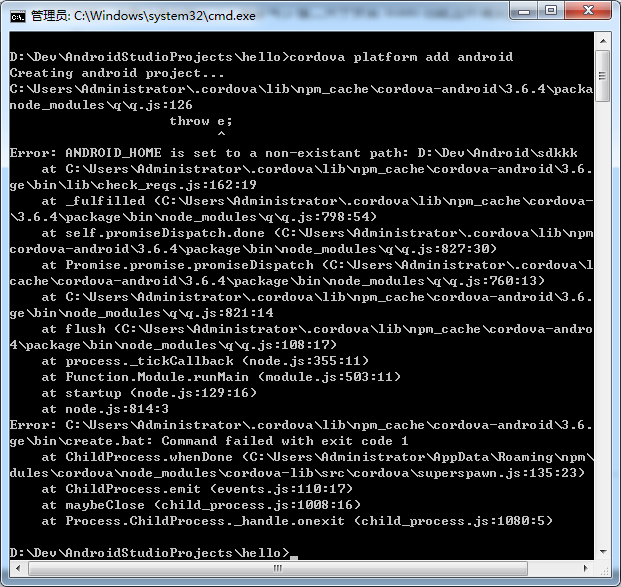 管理员: C:\Windows\system32\cmd.exe
D:\Dev\AndroidStudioProjects\hello>cordova platform add android
Creating android project...
C:\Users\Administrator\.cordova\lib\npm_cache\cordova-android\3.6.4\packa
node_modules\q\q.js:126
throw e;
^
Error: ANDROID_HOME is set to a non-existant path: D:\Dev\Android\sdkkk
at C:\Users\Administrator\.cordova\lib\npm_cache\cordova-android\3.6.
ge\bin\lib\check_reqs.js:162:19
at _fulfilled (C:\Users\Administrator\.cordova\lib\npm_cache\cordova-
\3.6.4\package\bin\node_modules\q\q.js:798:54)
at self.promiseDispatch.done (C:\Users\Administrator\.cordova\lib\npm
cordova-android\3.6.4\package\bin\node_modules\q\q.js:827:30)
at Promise.promise.promiseDispatch (C:\Users\Administrator\.cordova\l
cache\cordova-android\3.6.4\package\bin\node_modules\q\q.js:760:13)
at C:\Users\Administrator\.cordova\lib\npm_cache\cordova-android\3.6.
ge\bin\node_modules\q\q.js:821:14
at flush (C:\Users\Administrator\.cordova\lib\npm_cache\cordova-andro
4\package\bin\node_modules\q\q.js:108:17)
at process._tickCallback (node.js:355:11)
at Function.Module.runMain (module.js:503:11)
at startup (node.js:129:16)
at node.js:814:3
Error: C:\Users\Administrator\.cordova\lib\npm_cache\cordova-android\3.6.
ge\bin\create.bat: Command failed with exit code 1
at ChildProcess.whenDone (C:\Users\Administrator\AppData\Roaming\npm\
dules\cordova\node_modules\cordova-lib\src\cordova\superspawn.js:135:23)
at ChildProcess.emit (events.js:110:17)
at maybeClose (child_process.js:1008:16)
at Process.ChildProcess._handle.onexit (child_process.js:1080:5)
D:\Dev\AndroidStudioProjects\hello>_